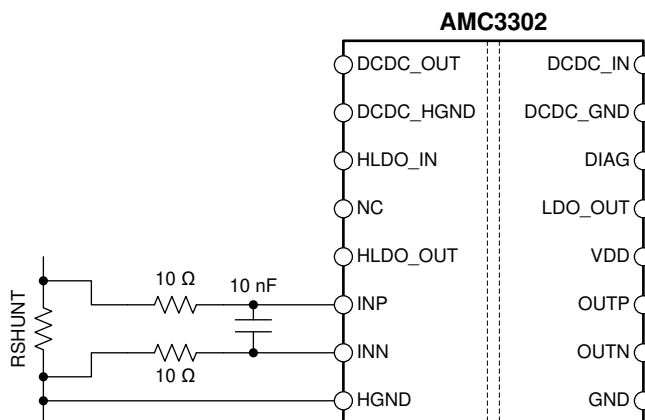 AMC3302
DCDC_OUT DCDC_IN
DCDC_HGND DCDC_GND
HLDO_IN DIAG
NC LDO_OUT
HLDO_OUT VDD
10 Ω 10 nF
INP OUTP
RSHUNT
INN OUTN
10 Ω
HGND GND